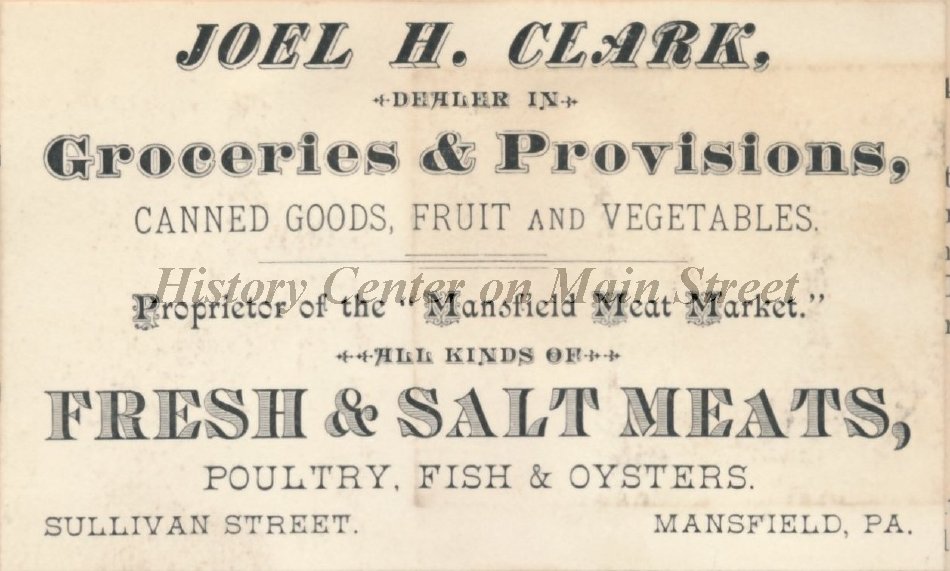 JOEL H. CLARK,
DEALER IN
Groceries & Provisions,
CANNED GOODS, FRUIT AND VEGETABLES.
History Center on Main Street
Proprietor of the "Mansfield Meat Market."
ALL KINDS OF
FRESH & SALT MEATS,
POULTRY, FISH & OYSTERS.
SULLIVAN STREET. MANSFIELD, PA.